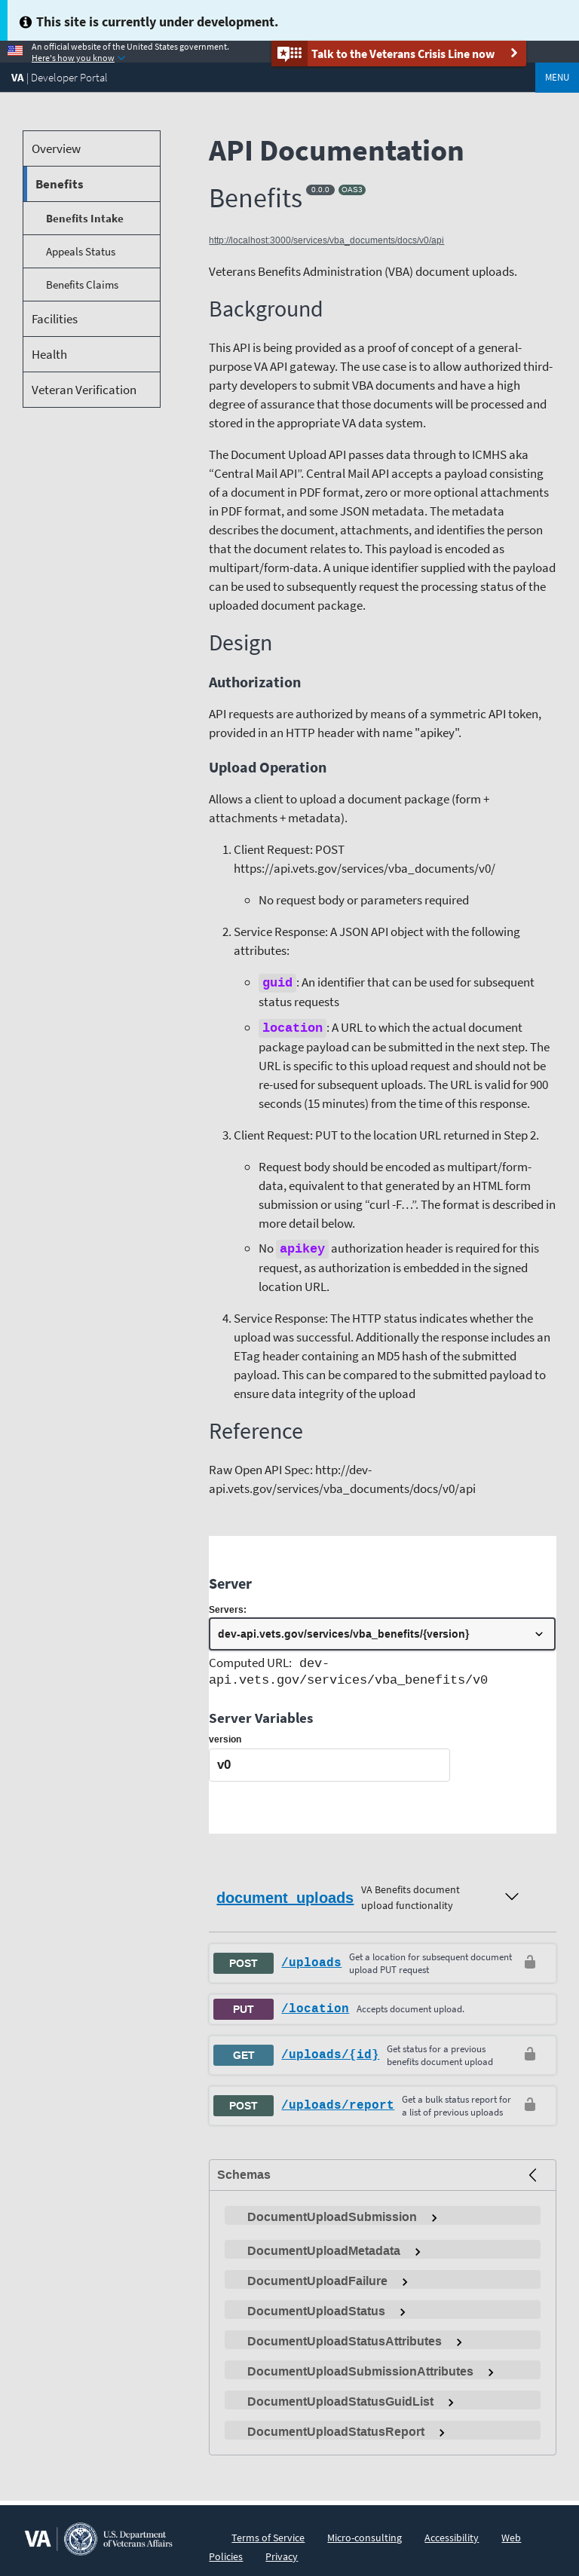 This site is currently under development.
An official website of the United States government.
Here's how you know
Talk to the Veterans Crisis Line now
VA | Developer Portal
MENU
Overview
Benefits
Benefits Intake
Appeals Status
Benefits Claims
Facilities
Health
Veteran Verification
API Documentation
Benefits 0.0.0 OAS3
http://localhost:3000/services/vba_documents/docs/v0/api
Veterans Benefits Administration (VBA) document uploads.
Background
This API is being provided as a proof of concept of a general-
purpose VA API gateway. The use case is to allow authorized third-
party developers to submit VBA documents and have a high
degree of assurance that those documents will be processed and
stored in the appropriate VA data system.
The Document Upload API passes data through to ICMHS aka
“Central Mail API”. Central Mail API accepts a payload consisting
of a document in PDF format, zero or more optional attachments
in PDF format, and some JSON metadata. The metadata
describes the document, attachments, and identifies the person
that the document relates to. This payload is encoded as
multipart/form-data. A unique identifier supplied with the payload
can be used to subsequently request the processing status of the
uploaded document package.
Design
Authorization
API requests are authorized by means of a symmetric API token,
provided in an HTTP header with name "apikey".
Upload Operation
Allows a client to upload a document package (form +
attachments + metadata).
1. Client Request: POST
https://api.vets.gov/services/vba_documents/v0/
No request body or parameters required
2. Service Response: A JSON API object with the following
attributes:
guid: An identifier that can be used for subsequent
status requests
location: A URL to which the actual document
package payload can be submitted in the next step. The
URL is specific to this upload request and should not be
re-used for subsequent uploads. The URL is valid for 900
seconds (15 minutes) from the time of this response.
3. Client Request: PUT to the location URL returned in Step 2.
Request body should be encoded as multipart/form-
data, equivalent to that generated by an HTML form
submission or using “curl -F…”. The format is described in
more detail below.
No apikey authorization header is required for this
request, as authorization is embedded in the signed
location URL.
4. Service Response: The HTTP status indicates whether the
upload was successful. Additionally the response includes an
ETag header containing an MD5 hash of the submitted
payload. This can be compared to the submitted payload to
ensure data integrity of the upload
Reference
Raw Open API Spec: http://dev-
api.vets.gov/services/vba_documents/docs/v0/api
Server
Servers:
dev-api.vets.gov/services/vba_benefits/{version}
Computed URL: dev-
api.vets.gov/services/vba_benefits/v0
Server Variables
version
v0
document_uploads
VA Benefits document
upload functionality
POST /uploads
Get a location for subsequent document
upload PUT request
PUT /location Accepts document upload.
GET /uploads/{id}
Get status for a previous
benefits document upload
POST /uploads/report
Get a bulk status report for
a list of previous uploads
Schemas
DocumentUploadSubmission
DocumentUploadMetadata
DocumentUploadFailure
DocumentUploadStatus
DocumentUploadStatusAttributes
DocumentUploadSubmissionAttributes
DocumentUploadStatusGuidList
DocumentUploadStatusReport
VA
U.S. Department
of Veterans Affairs
Terms of Service Micro-consulting Accessibility Web
Policies Privacy